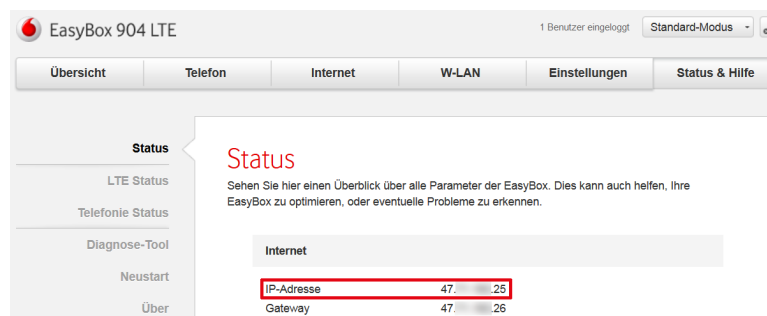 EasyBox 904 LTE
1 Benutzer eingeloggt
Standard-Modus
Übersicht
Telefon
Internet
W-LAN
Einstellungen
Status & Hilfe
Status
LTE Status
Telefonie Status
Diagnose-Tool
Neustart
Über
Status
Sehen Sie hier einen Überblick über alle Parameter der EasyBox. Dies kann auch helfen, Ihre
EasyBox zu optimieren, oder eventuelle Probleme zu erkennen.
Internet
IP-Adresse 47. .25
Gateway 47. .26